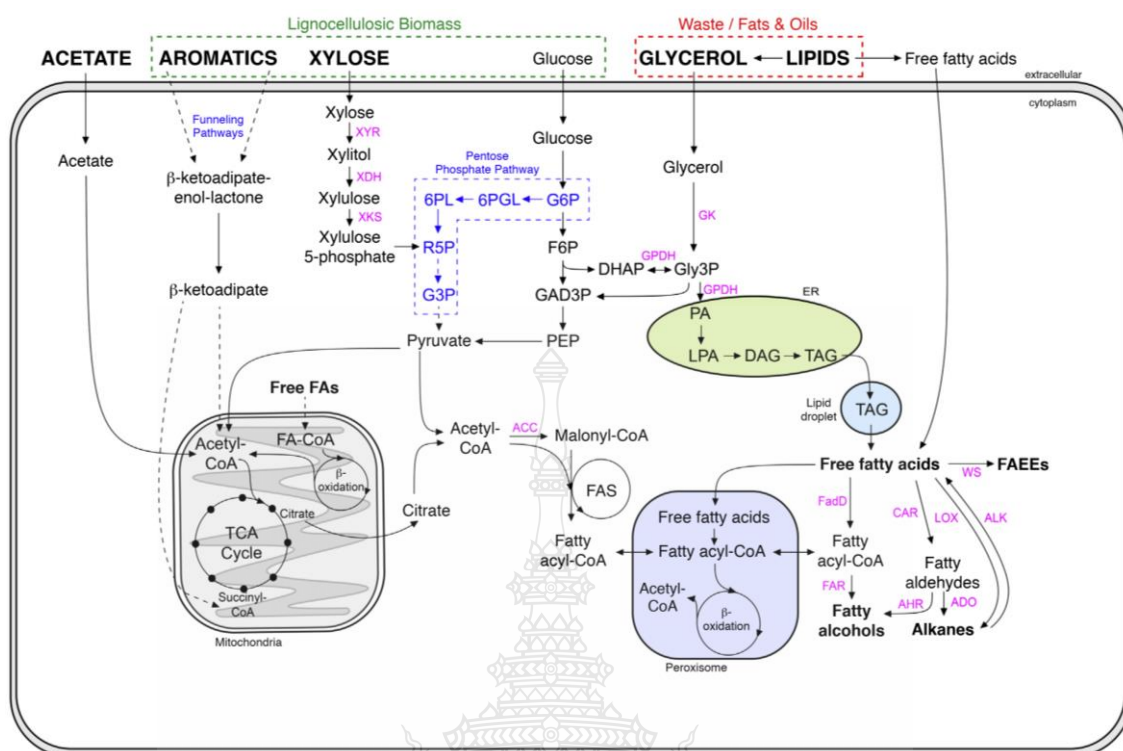 Lignocellulosic Biomass
Waste / Fats & Oils
ACETATE
AROMATICS
XYLOSE
Glucose
GLYCEROL
LIPIDS
Free fatty acids
extracellular
cytoplasm
Funneling
Pathways
Xylose
XYR
Xylitol
XDH
Xylulose
XKS
Xylulose
5-phosphate
Acetate
β-ketoadipate-
enol-lactone
β-ketoadipate
Glucose
Pentose
Phosphate Pathway
6PL
6PGL
G6P
R5P
G3P
F6P
DHAP
GPDH
Gly3P
GAD3P
PEP
Pyruvate
Glycerol
GK
GPDH
ER
PA
LPA
DAG
TAG
Lipid
droplet
TAG
Free FAs
Acetyl-
CoA
FA-CoA
β-
oxidation
Citrate
TCA
Cycle
Succinyl-
CoA
Mitochondria
Citrate
Acetyl-
CoA
ACC
Malonyl-CoA
FAS
Fatty
acyl-CoA
Free fatty acids
Fatty acyl-CoA
Acetyl-
CoA
β-
oxidation
Peroxisome
Free fatty acids
WS
FAEEs
FadD
CAR
LOX
ALK
Fatty
acyl-CoA
FAR
Fatty
alcohols
Fatty
aldehydes
AHR
ADO
Alkanes